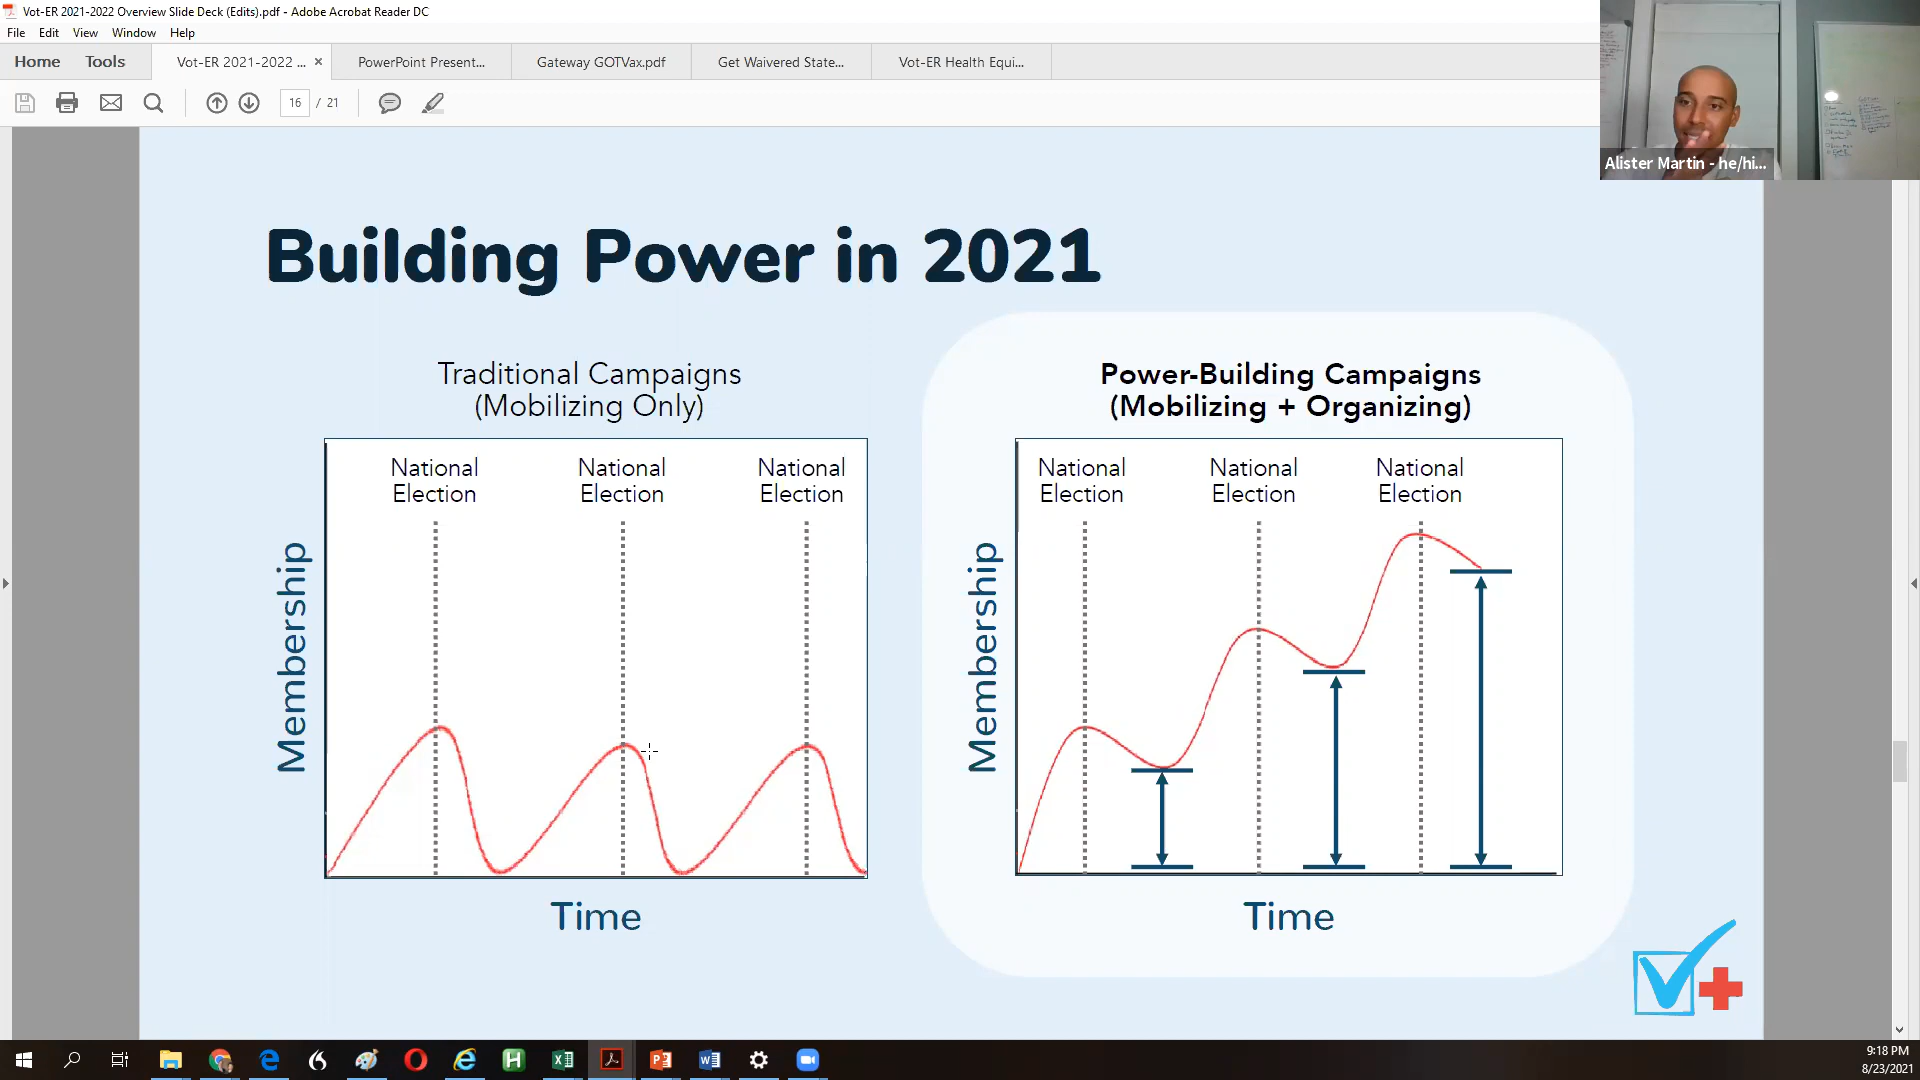 Vot-ER 2021-2022 Overview Slide Deck (Edits).pdf - Adobe Acrobat Reader DC
File Edit View Window Help
Home Tools Vot-ER 2021-2022 ... × PowerPoint Present... Gateway GOTVax.pdf Get Waivered State... Vot-ER Health Equi...
16 / 21
Alister Martin - he/hi...
Building Power in 2021
Traditional Campaigns
(Mobilizing Only)
National
Election
National
Election
National
Election
Membership
Time
Power-Building Campaigns
(Mobilizing + Organizing)
National
Election
National
Election
National
Election
Membership
Time
9:18 PM
8/23/2021